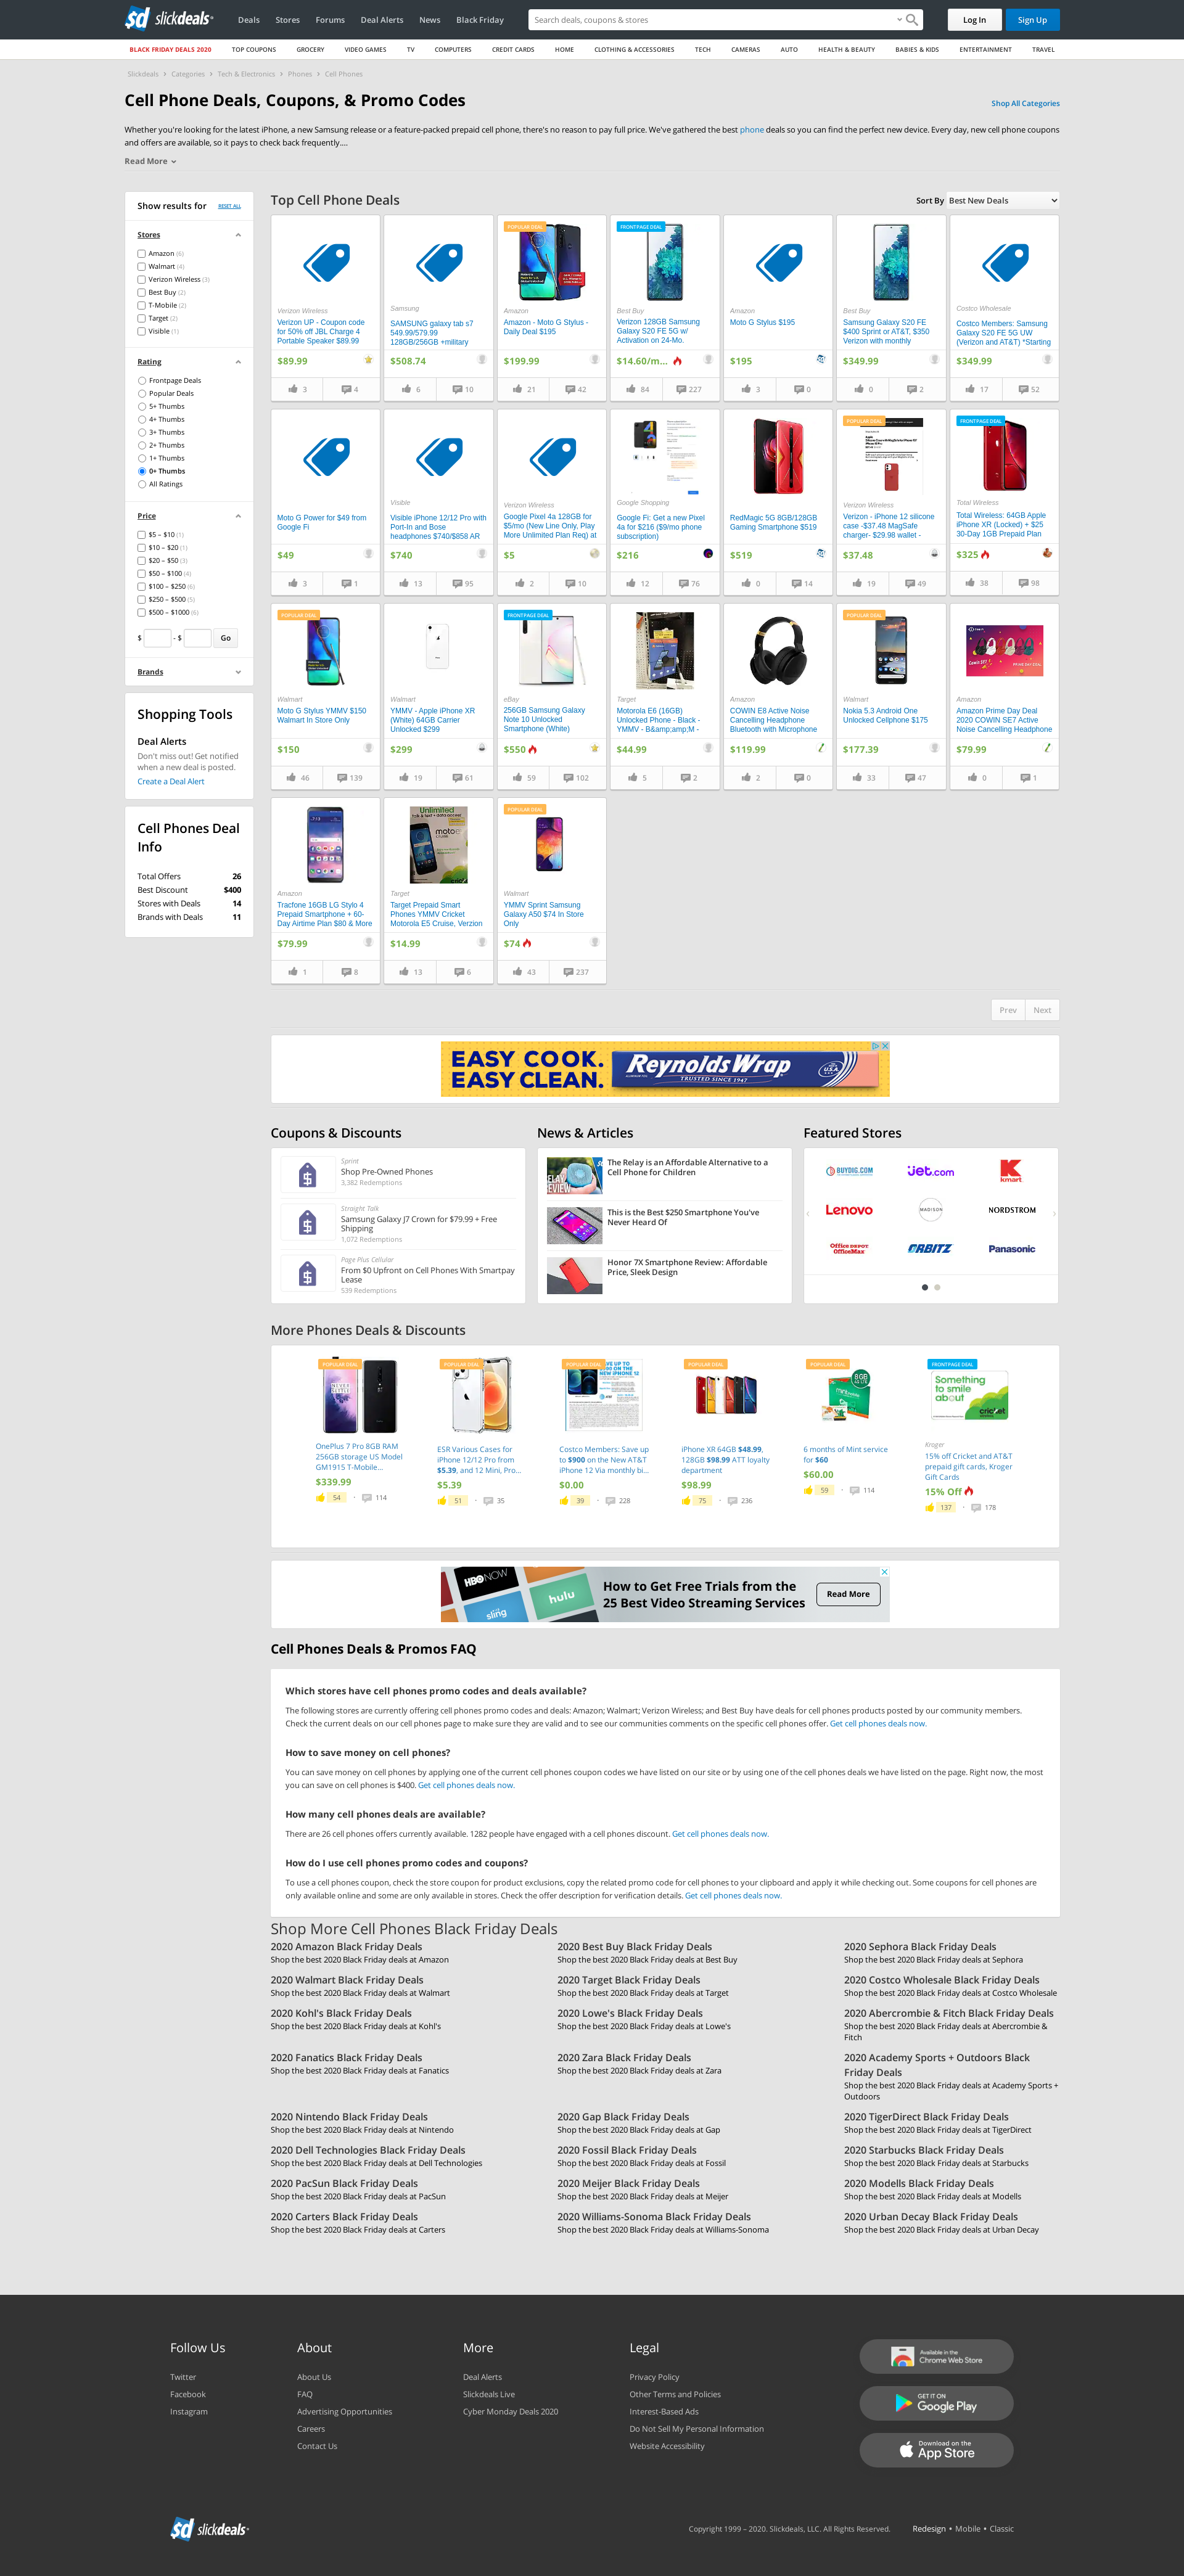 sd slickdeals
Deals Stores Forums Deal Alerts News Black Friday
Search deals, coupons & stores
Log In Sign Up
BLACK FRIDAY DEALS 2020 TOP COUPONS GROCERY VIDEO GAMES TV COMPUTERS CREDIT CARDS HOME CLOTHING & ACCESSORIES TECH CAMERAS AUTO HEALTH & BEAUTY BABIES & KIDS ENTERTAINMENT TRAVEL
Slickdeals › Categories › Tech & Electronics › Phones › Cell Phones
Cell Phone Deals, Coupons, & Promo Codes
Shop All Categories
Whether you're looking for the latest iPhone, a new Samsung release or a feature-packed prepaid cell phone, there's no reason to pay full price. We've gathered the best phone deals so you can find the perfect new device. Every day, new cell phone coupons
and offers are available, so it pays to check back frequently....
Read More
Show results for RESET ALL
Stores
Amazon (6)
Walmart (4)
Verizon Wireless (3)
Best Buy (2)
T-Mobile (2)
Target (2)
Visible (1)
Rating
Frontpage Deals
Popular Deals
5+ Thumbs
4+ Thumbs
3+ Thumbs
2+ Thumbs
1+ Thumbs
0+ Thumbs
All Ratings
Price
$5 – $10 (1)
$10 – $20 (1)
$20 – $50 (3)
$50 – $100 (4)
$100 – $250 (6)
$250 – $500 (5)
$500 – $1000 (6)
$ - $ Go
Brands
Shopping Tools
Deal Alerts
Don't miss out! Get notified
when a new deal is posted.
Create a Deal Alert
Cell Phones Deal
Info
Total Offers 26
Best Discount $400
Stores with Deals 14
Brands with Deals 11
Top Cell Phone Deals
Sort By Best New Deals
Verizon Wireless
Verizon UP - Coupon code
for 50% off JBL Charge 4
Portable Speaker $89.99
$89.99
3 4
Samsung
SAMSUNG galaxy tab s7
549.99/579.99
128GB/256GB +military
$508.74
6 10
POPULAR DEAL
Amazon
Amazon - Moto G Stylus -
Daily Deal $195
$199.99
21 42
FRONTPAGE DEAL
Best Buy
Verizon 128GB Samsung
Galaxy S20 FE 5G w/
Activation on 24-Mo.
$14.60/m...
84 227
Amazon
Moto G Stylus $195
$195
3 0
Best Buy
Samsung Galaxy S20 FE
$400 Sprint or AT&T, $350
Verizon with monthly
$349.99
0 2
Costco Wholesale
Costco Members: Samsung
Galaxy S20 FE 5G UW
(Verizon and AT&T) *Starting
$349.99
17 52
Moto G Power for $49 from
Google Fi
$49
3 1
Visible
Visible iPhone 12/12 Pro with
Port-In and Bose
headphones $740/$858 AR
$740
13 95
Verizon Wireless
Google Pixel 4a 128GB for
$5/mo (New Line Only, Play
More Unlimited Plan Req) at
$5
2 10
Google Shopping
Google Fi: Get a new Pixel
4a for $216 ($9/mo phone
subscription)
$216
12 76
RedMagic 5G 8GB/128GB
Gaming Smartphone $519
$519
0 14
POPULAR DEAL
Verizon Wireless
Verizon - iPhone 12 silicone
case -$37.48 MagSafe
charger- $29.98 wallet -
$37.48
19 49
FRONTPAGE DEAL
Total Wireless
Total Wireless: 64GB Apple
iPhone XR (Locked) + $25
30-Day 1GB Prepaid Plan
$325
38 98
POPULAR DEAL
Walmart
Moto G Stylus YMMV $150
Walmart In Store Only
$150
46 139
Walmart
YMMV - Apple iPhone XR
(White) 64GB Carrier
Unlocked $299
$299
19 61
FRONTPAGE DEAL
eBay
256GB Samsung Galaxy
Note 10 Unlocked
Smartphone (White)
$550
59 102
Target
Motorola E6 (16GB)
Unlocked Phone - Black -
YMMV - B&amp;amp;M -
$44.99
5 2
Amazon
COWIN E8 Active Noise
Cancelling Headphone
Bluetooth with Microphone
$119.99
2 0
POPULAR DEAL
Walmart
Nokia 5.3 Android One
Unlocked Cellphone $175
$177.39
33 47
Amazon
Amazon Prime Day Deal
2020 COWIN SE7 Active
Noise Cancelling Headphone
$79.99
0 1
Amazon
Tracfone 16GB LG Stylo 4
Prepaid Smartphone + 60-
Day Airtime Plan $80 & More
$79.99
1 8
Unlimited
Target
Target Prepaid Smart
Phones YMMV Cricket
Motorola E5 Cruise, Verzion
$14.99
13 6
POPULAR DEAL
Walmart
YMMV Sprint Samsung
Galaxy A50 $74 In Store
Only
$74
43 237
Prev Next
EASY COOK.
EASY CLEAN.
Reynolds Wrap
TRUSTED SINCE 1947
U.S.A.
Coupons & Discounts
Sprint
Shop Pre-Owned Phones
3,382 Redemptions
Straight Talk
Samsung Galaxy J7 Crown for $79.99 + Free
Shipping
1,072 Redemptions
Page Plus Cellular
From $0 Upfront on Cell Phones With Smartpay
Lease
539 Redemptions
News & Articles
The Relay is an Affordable Alternative to a
Cell Phone for Children
This is the Best $250 Smartphone You've
Never Heard Of
Honor 7X Smartphone Review: Affordable
Price, Sleek Design
Featured Stores
BUYDIG.COM jet.com Kmart
Lenovo MADISON NORDSTROM
Office DEPOT OfficeMax ORBITZ Panasonic
More Phones Deals & Discounts
POPULAR DEAL
OnePlus 7 Pro 8GB RAM
256GB storage US Model
GM1915 T-Mobile...
$339.99
54 • 114
POPULAR DEAL
ESR Various Cases for
iPhone 12/12 Pro from
$5.39, and 12 Mini, Pro...
$5.39
51 • 35
POPULAR DEAL
Costco Members: Save up
to $900 on the New AT&T
iPhone 12 Via monthly bi...
$0.00
39 • 228
POPULAR DEAL
iPhone XR 64GB $48.99,
128GB $98.99 ATT loyalty
department
$98.99
75 • 236
POPULAR DEAL
6 months of Mint service
for $60
$60.00
59 • 114
FRONTPAGE DEAL
Something
to smile
about
cricket
Kroger
15% off Cricket and AT&T
prepaid gift cards, Kroger
Gift Cards
15% Off
137 • 178
HBO NOW sling hulu
How to Get Free Trials from the
25 Best Video Streaming Services
Read More
Cell Phones Deals & Promos FAQ
Which stores have cell phones promo codes and deals available?
The following stores are currently offering cell phones promo codes and deals: Amazon; Walmart; Verizon Wireless; and Best Buy have deals for cell phones products posted by our community members.
Check the current deals on our cell phones page to make sure they are valid and to see our communities comments on the specific cell phones offer. Get cell phones deals now.
How to save money on cell phones?
You can save money on cell phones by applying one of the current cell phones coupon codes we have listed on our site or by using one of the cell phones deals we have listed on the page. Right now, the most
you can save on cell phones is $400. Get cell phones deals now.
How many cell phones deals are available?
There are 26 cell phones offers currently available. 1282 people have engaged with a cell phones discount. Get cell phones deals now.
How do I use cell phones promo codes and coupons?
To use a cell phones coupon, check the store coupon for product exclusions, copy the related promo code for cell phones to your clipboard and apply it while checking out. Some coupons for cell phones are
only available online and some are only available in stores. Check the offer description for verification details. Get cell phones deals now.
Shop More Cell Phones Black Friday Deals
2020 Amazon Black Friday Deals
Shop the best 2020 Black Friday deals at Amazon
2020 Best Buy Black Friday Deals
Shop the best 2020 Black Friday deals at Best Buy
2020 Sephora Black Friday Deals
Shop the best 2020 Black Friday deals at Sephora
2020 Walmart Black Friday Deals
Shop the best 2020 Black Friday deals at Walmart
2020 Target Black Friday Deals
Shop the best 2020 Black Friday deals at Target
2020 Costco Wholesale Black Friday Deals
Shop the best 2020 Black Friday deals at Costco Wholesale
2020 Kohl's Black Friday Deals
Shop the best 2020 Black Friday deals at Kohl's
2020 Lowe's Black Friday Deals
Shop the best 2020 Black Friday deals at Lowe's
2020 Abercrombie & Fitch Black Friday Deals
Shop the best 2020 Black Friday deals at Abercrombie &
Fitch
2020 Fanatics Black Friday Deals
Shop the best 2020 Black Friday deals at Fanatics
2020 Zara Black Friday Deals
Shop the best 2020 Black Friday deals at Zara
2020 Academy Sports + Outdoors Black
Friday Deals
Shop the best 2020 Black Friday deals at Academy Sports +
Outdoors
2020 Nintendo Black Friday Deals
Shop the best 2020 Black Friday deals at Nintendo
2020 Gap Black Friday Deals
Shop the best 2020 Black Friday deals at Gap
2020 TigerDirect Black Friday Deals
Shop the best 2020 Black Friday deals at TigerDirect
2020 Dell Technologies Black Friday Deals
Shop the best 2020 Black Friday deals at Dell Technologies
2020 Fossil Black Friday Deals
Shop the best 2020 Black Friday deals at Fossil
2020 Starbucks Black Friday Deals
Shop the best 2020 Black Friday deals at Starbucks
2020 PacSun Black Friday Deals
Shop the best 2020 Black Friday deals at PacSun
2020 Meijer Black Friday Deals
Shop the best 2020 Black Friday deals at Meijer
2020 Modells Black Friday Deals
Shop the best 2020 Black Friday deals at Modells
2020 Carters Black Friday Deals
Shop the best 2020 Black Friday deals at Carters
2020 Williams-Sonoma Black Friday Deals
Shop the best 2020 Black Friday deals at Williams-Sonoma
2020 Urban Decay Black Friday Deals
Shop the best 2020 Black Friday deals at Urban Decay
Follow Us
Twitter
Facebook
Instagram
About
About Us
FAQ
Advertising Opportunities
Careers
Contact Us
More
Deal Alerts
Slickdeals Live
Cyber Monday Deals 2020
Legal
Privacy Policy
Other Terms and Policies
Interest-Based Ads
Do Not Sell My Personal Information
Website Accessibility
Available in the
Chrome Web Store
GET IT ON
Google Play
Download on the
App Store
sd slickdeals
Copyright 1999 – 2020. Slickdeals, LLC. All Rights Reserved. Redesign • Mobile • Classic